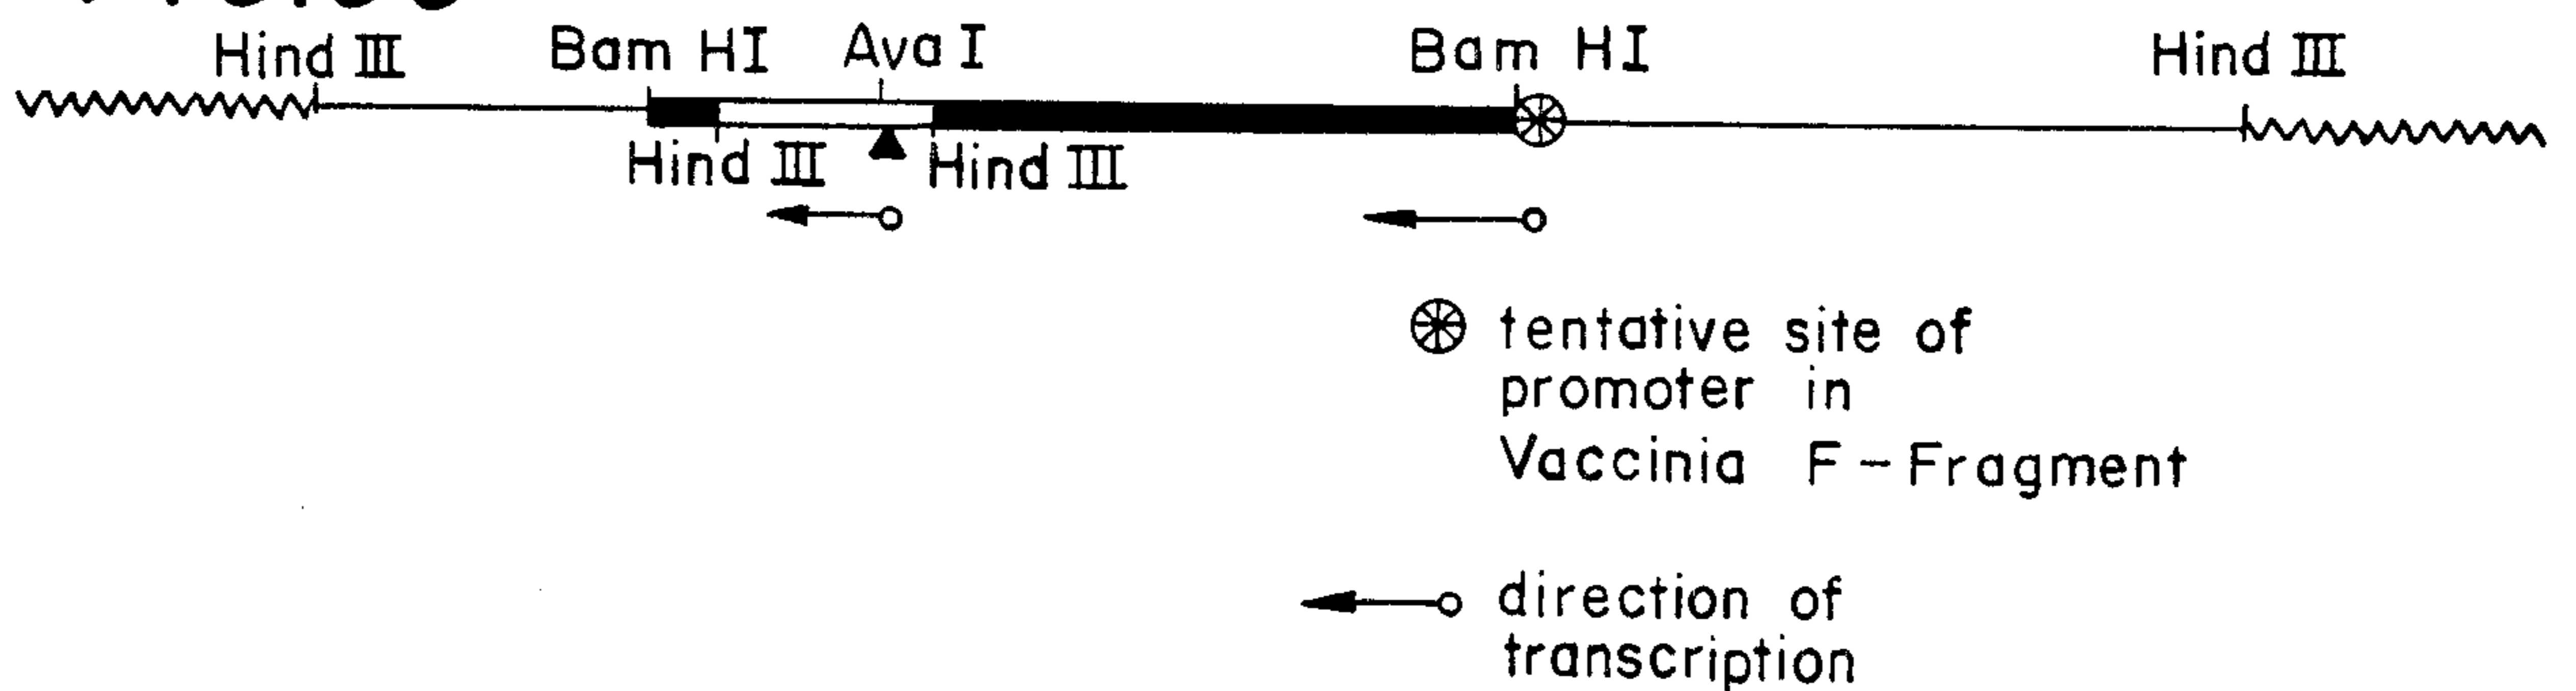 Hind III Bam HI Ava I Bam HI Hind III
Hind III Hind III
tentative site of
promoter in
Vaccinia F-Fragment
direction of
transcription